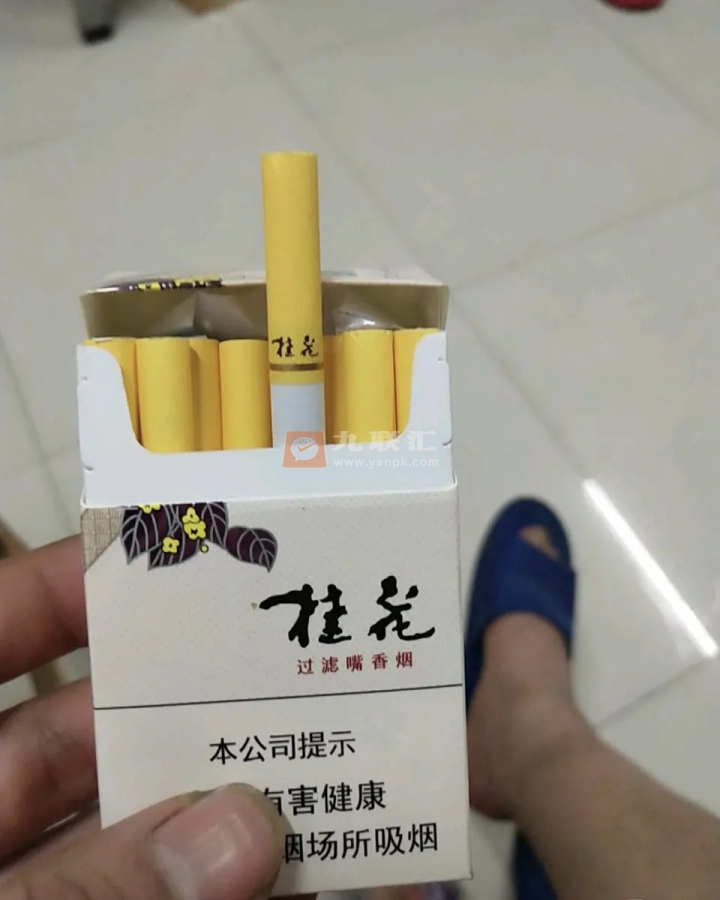 桂花
九联汇
www.yanpk.com
桂花
过滤嘴香烟
本公司提示
有害健康
烟场所吸烟